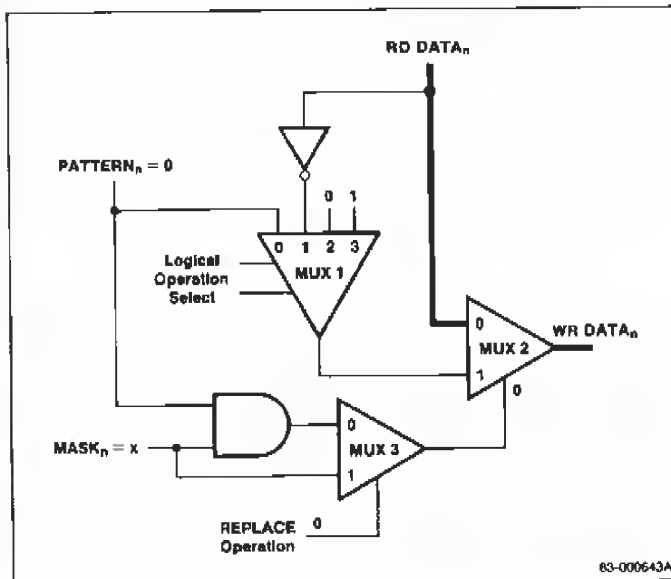 RD DATAn
PATTERNn = 0
0 1
0 1 2 3
MUX 1
Logical
Operation
Select
0
MUX 2
1
WR DATAn
0
0
MUX 3
1
MASKn = x
REPLACE
Operation
0
83-000643A